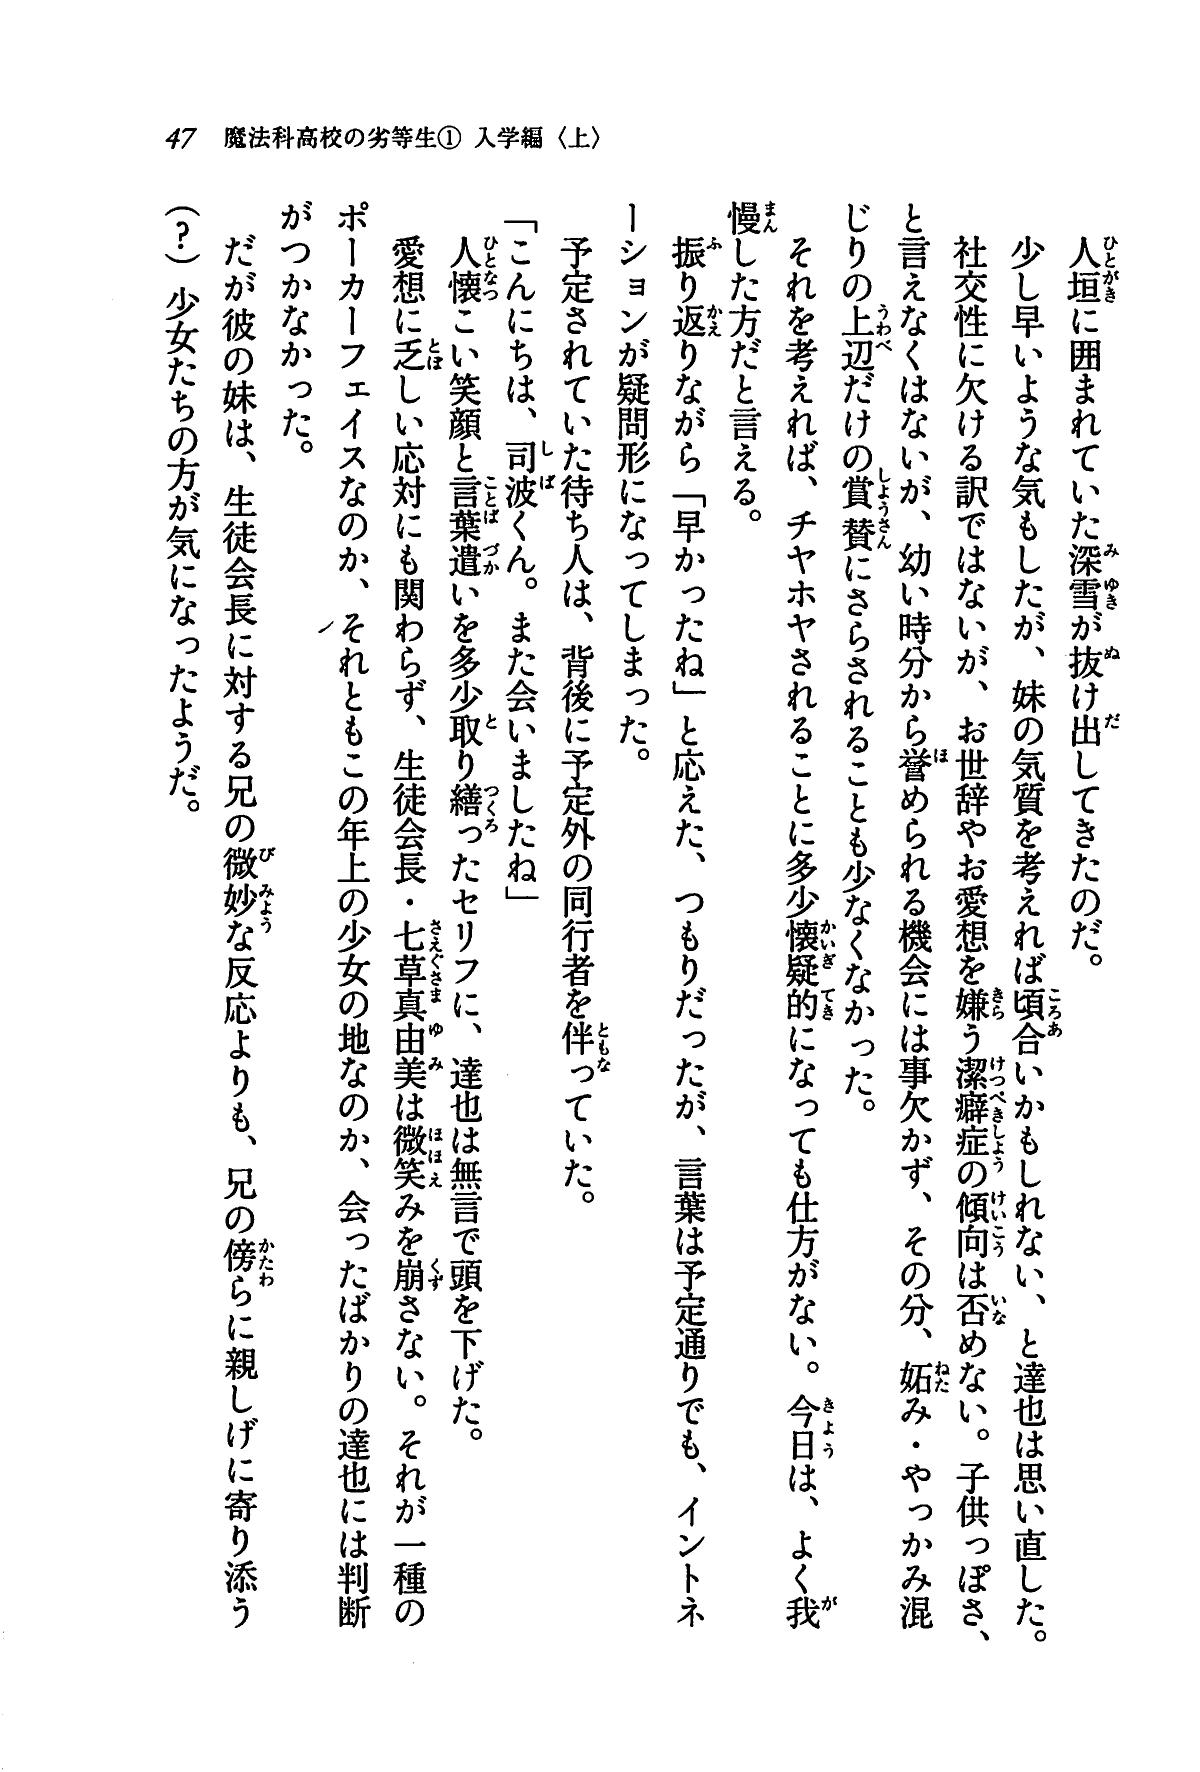 47　魔法科高校の劣等生① 入学編〈上〉
人垣に囲まれていた深雪が抜け出してきたのだ。
少し早いような気もしたが、妹の気質を考えれば頃合いかもしれない、と達也は思い直した。
社交性に欠ける訳ではないが、お世辞やお愛想を嫌う潔癖症の傾向は否めない。子供っぽさ、
と言えなくはないが、幼い時分から誉められる機会には事欠かず、その分、妬み・やっかみ混
じりの上辺だけの賞賛にさらされることも少なくなかった。
それを考えれば、チヤホヤされることに多少懐疑的になっても仕方がない。今日は、よく我
慢した方だと言える。
振り返りながら「早かったね」と応えた、つもりだったが、言葉は予定通りでも、イントネ
ーションが疑問形になってしまった。
予定されていた待ち人は、背後に予定外の同行者を伴っていた。
「こんにちは、司波くん。また会いましたね」
人懐こい笑顔と言葉遣いを多少取り繕ったセリフに、達也は無言で頭を下げた。
愛想に乏しい応対にも関わらず、生徒会長・七草真由美は微笑みを崩さない。それが一種の
ポーカーフェイスなのか、それともこの年上の少女の地なのか、会ったばかりの達也には判断
がつかなかった。
だが彼の妹は、生徒会長に対する兄の微妙な反応よりも、兄の傍らに親しげに寄り添う
（？）少女たちの方が気になったようだ。